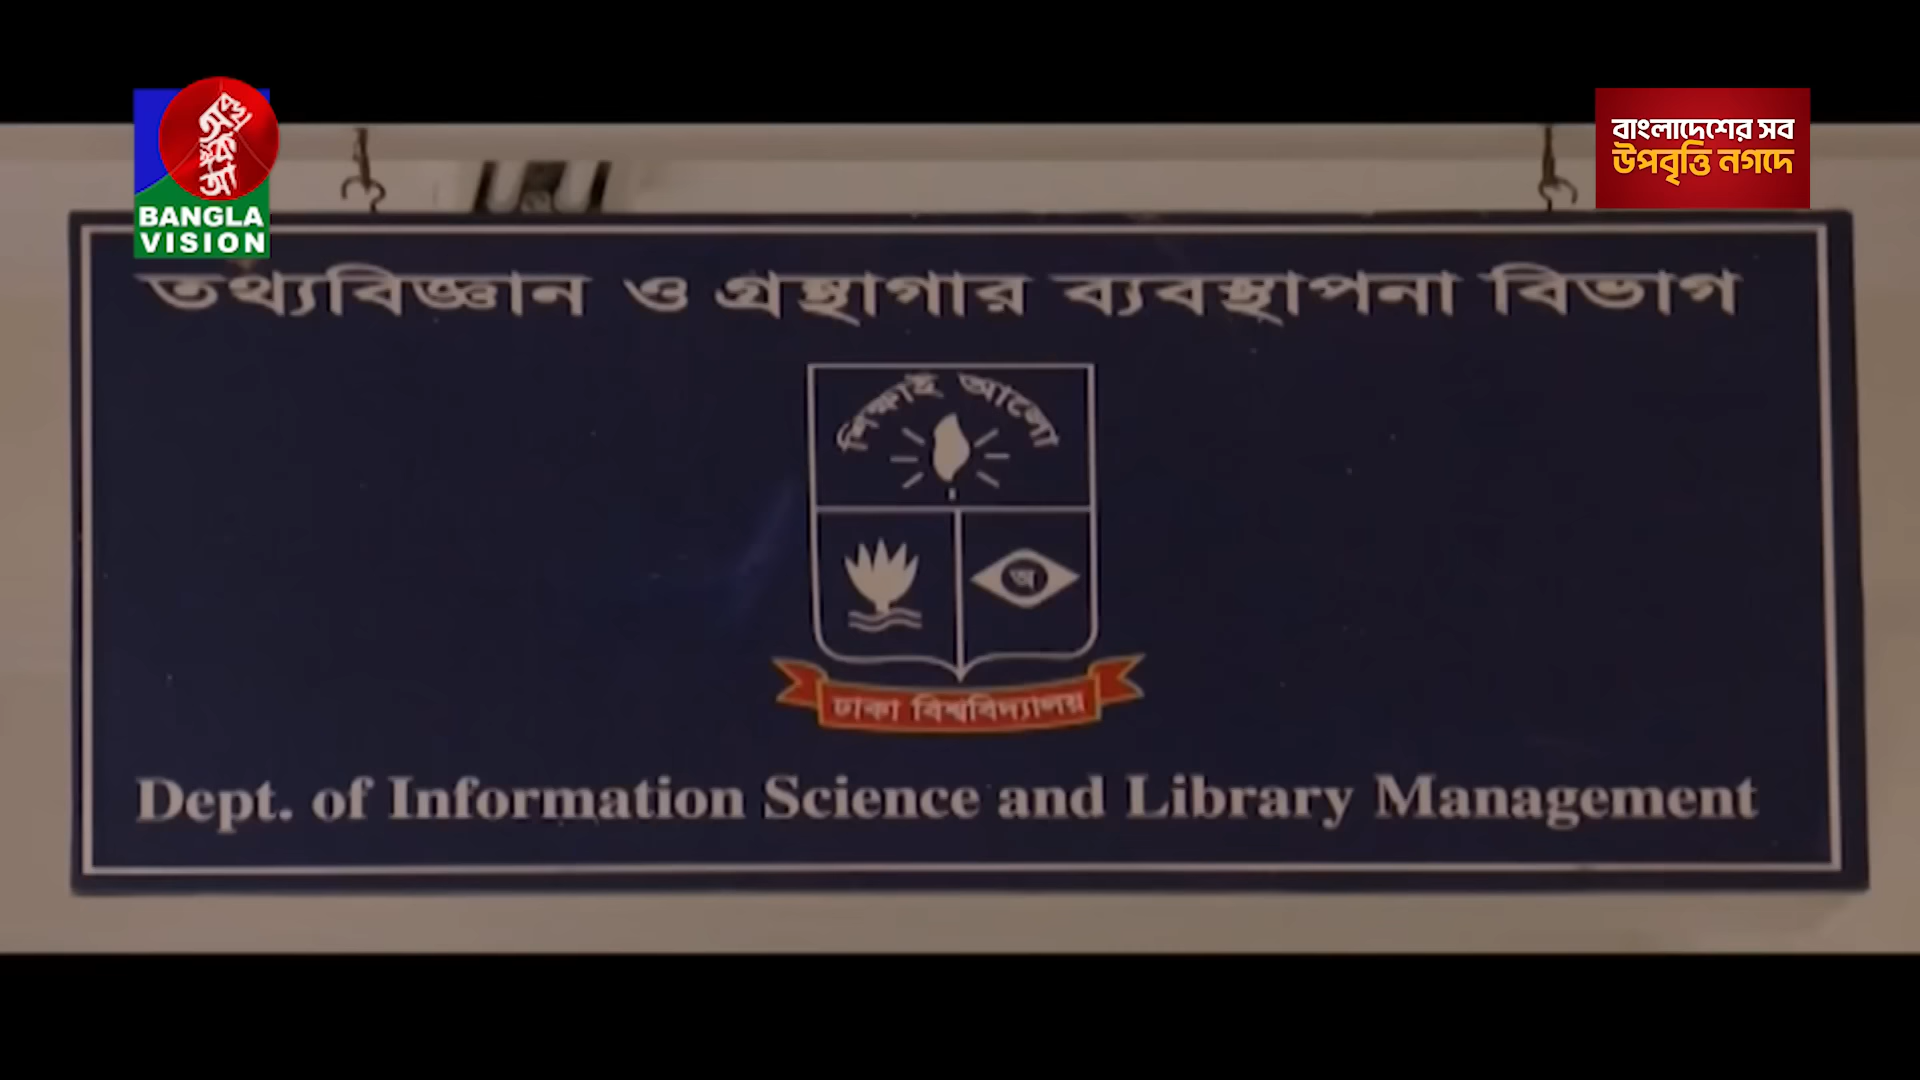 BANGLA
VISION
বাংলাদেশের সব
উপবৃত্তি নগদে
তথ্যবিজ্ঞান ও গ্রন্থাগার ব্যবস্থাপনা বিভাগ
শিক্ষাই আলো
অ
ঢাকা বিশ্ববিদ্যালয়
Dept. of Information Science and Library Management